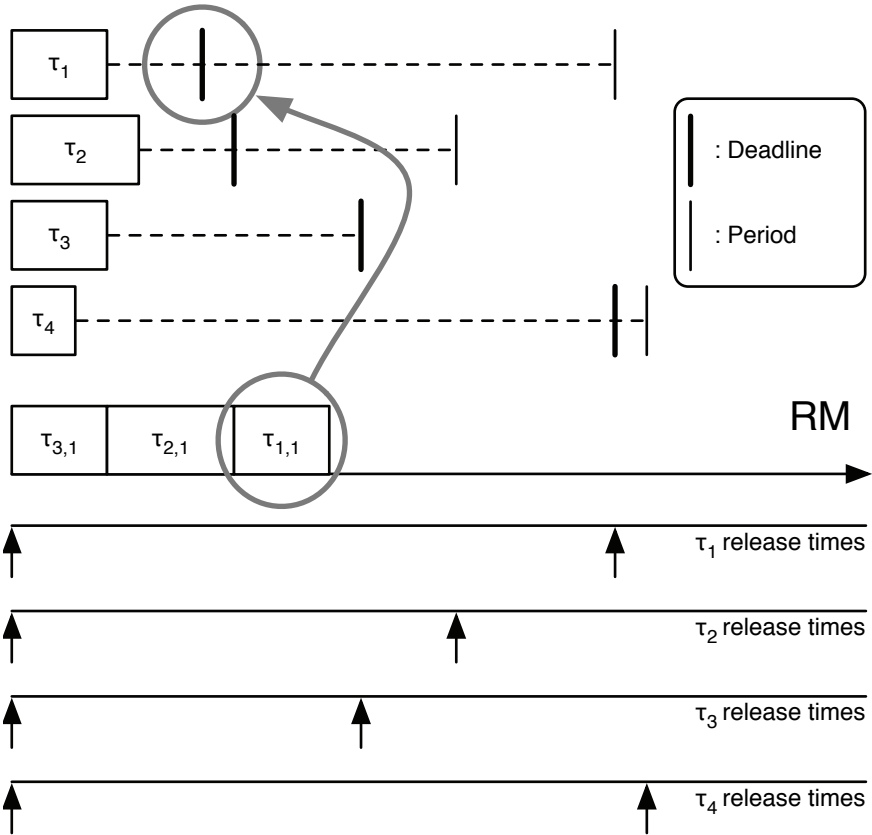 τ1
τ2
: Deadline
τ3
: Period
τ4
τ3,1 τ2,1 τ1,1
RM
τ1 release times
τ2 release times
τ3 release times
τ4 release times